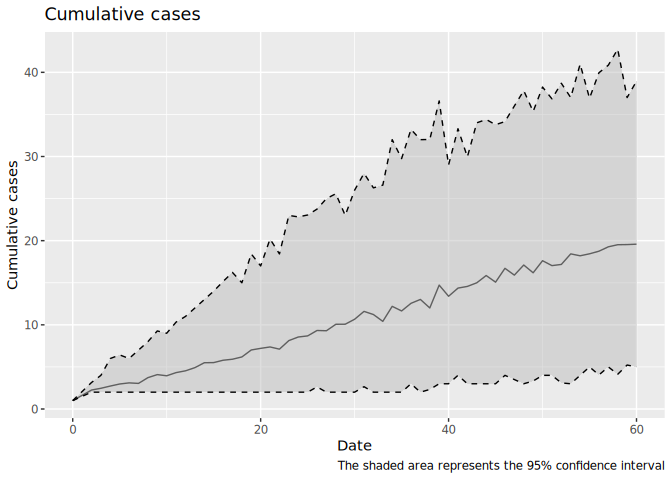 Cumulative cases
Cumulative cases
40
30
20
10
0
0 20 40 60
Date
The shaded area represents the 95% confidence interval